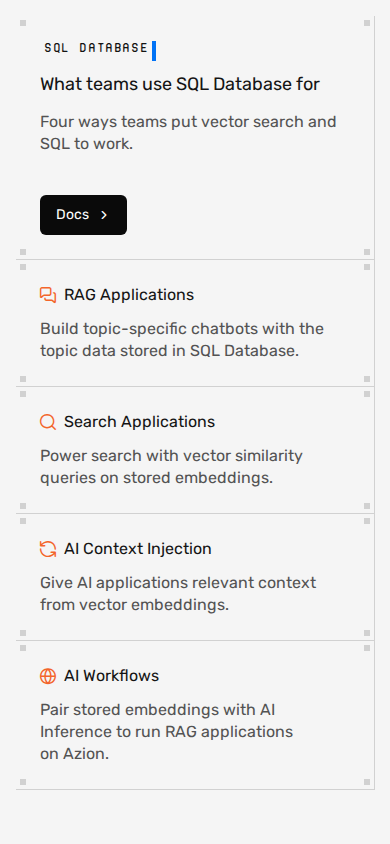 SQL DATABASE
What teams use SQL Database for
Four ways teams put vector search and
SQL to work.
Docs
RAG Applications
Build topic-specific chatbots with the
topic data stored in SQL Database.
Search Applications
Power search with vector similarity
queries on stored embeddings.
AI Context Injection
Give AI applications relevant context
from vector embeddings.
AI Workflows
Pair stored embeddings with AI
Inference to run RAG applications
on Azion.